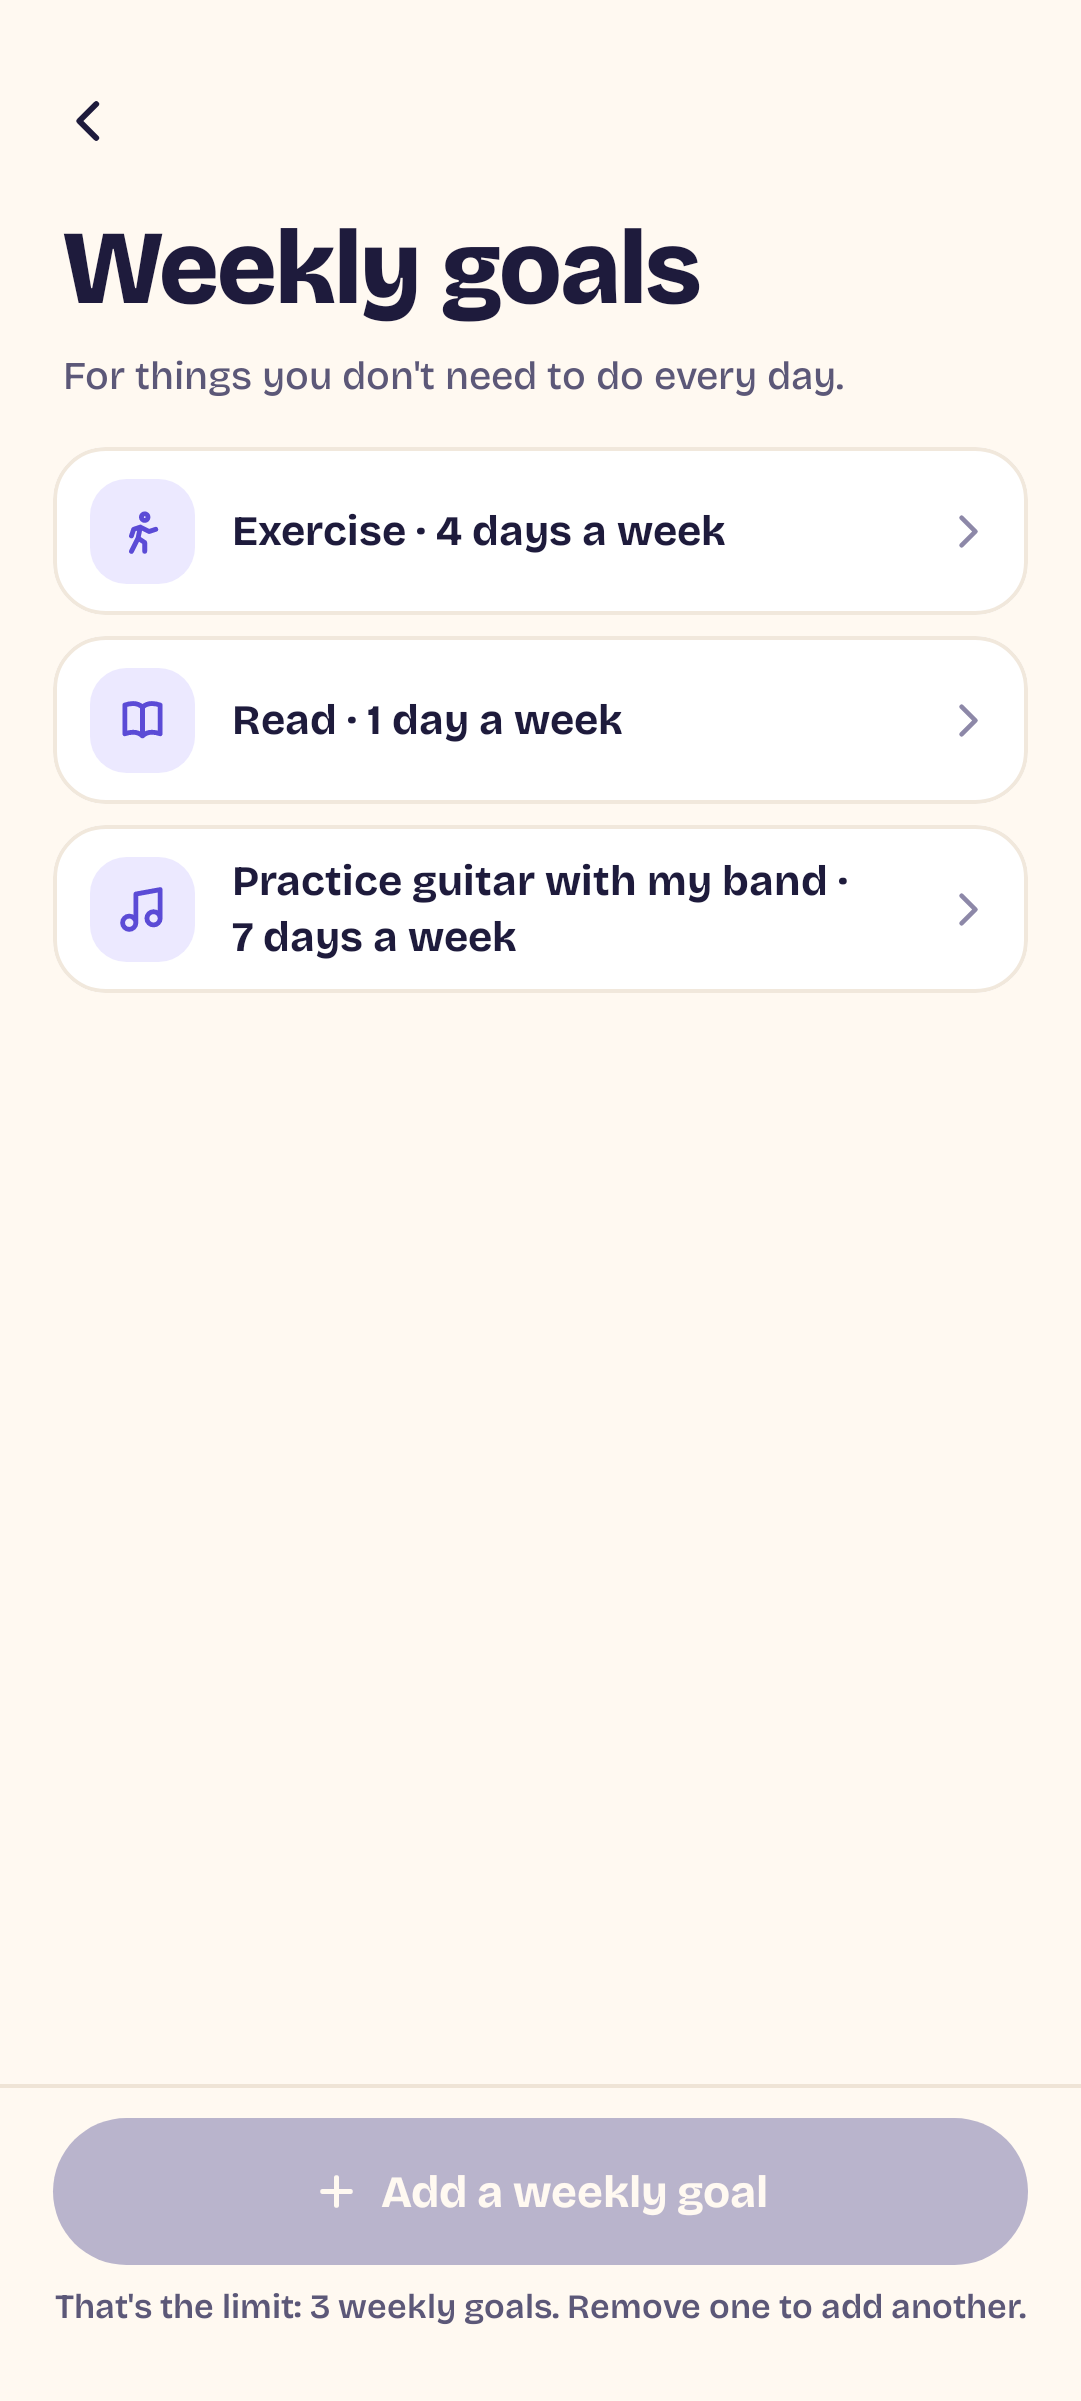 Weekly goals
For things you don't need to do every day.
Exercise · 4 days a week
Read · 1 day a week
Practice guitar with my band ·
7 days a week
+ Add a weekly goal
That's the limit: 3 weekly goals. Remove one to add another.